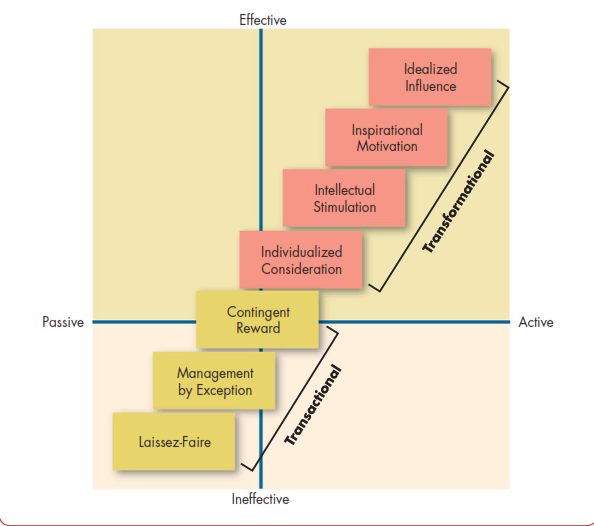 Effective
Idealized
Influence
Inspirational
Motivation
Intellectual
Stimulation
Transformational
Individualized
Consideration
Contingent
Reward
Passive
Active
Management
by Exception
Transactional
Laissez-Faire
Ineffective